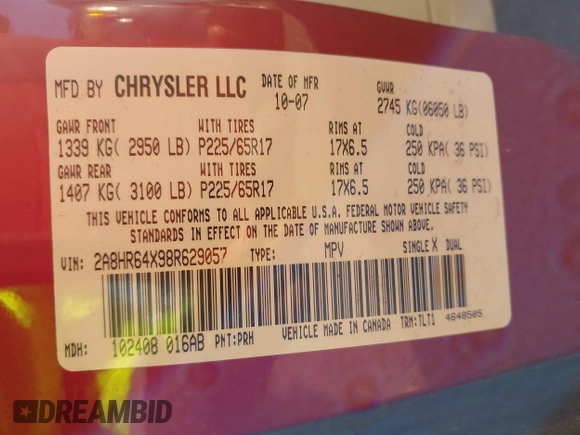 MFD BY CHRYSLER LLC DATE OF MFR GVWR
10-07 2745 KG(06050 LB)
GAWR FRONT WITH TIRES RIMS AT COLD
1339 KG( 2950 LB) P225/65R17 17X6.5 250 KPA( 36 PSI)
GAWR REAR WITH TIRES RIMS AT COLD
1407 KG( 3100 LB) P225/65R17 17X6.5 250 KPA( 36 PSI)
THIS VEHICLE CONFORMS TO ALL APPLICABLE U.S.A. FEDERAL MOTOR VEHICLE SAFETY
STANDARDS IN EFFECT ON THE DATE OF MANUFACTURE SHOWN ABOVE.
VIN: 2A8HR64X98R629057 TYPE: MPV SINGLE X DUAL
MDH: 102408 016AB PNT:PRH VEHICLE MADE IN CANADA TRM:TLT1 4648505
DREAMBID